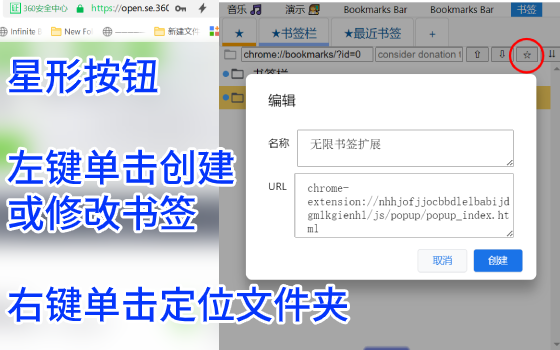 360安全中心 https://open.se.360
Infinite B New Fo 新建文件
星形按钮
左键单击创建
或修改书签
右键单击定位文件夹
音乐 演示 Bookmarks Bar Bookmarks Bar 书签
★ ★书签栏 ★最近书签 +
chrome://bookmarks/?id=0 consider donation t
书签栏
编辑
名称 无限书签扩展
URL chrome-
extension://nhhjofjjocbbdlelbabijd
gmlkgienhl/js/popup/popup_index.ht
ml
取消 创建